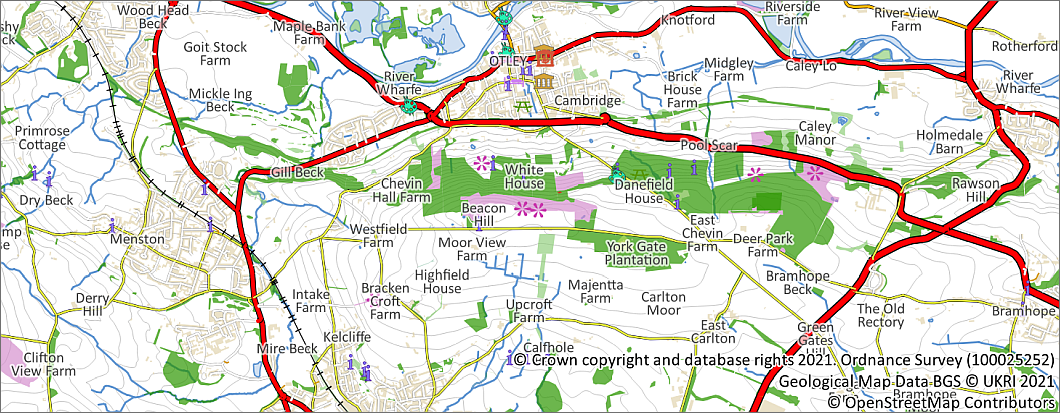 Wood Head
Beck
Maple Bank
Farm
Knotford
Riverside
Farm
River View
Farm
Rotherford
Goit Stock
Farm
OTLEY
Midgley
Farm
Caley Lo
River
Wharfe
Brick
House
Farm
River
Wharfe
Mickle Ing
Beck
Cambridge
Primrose
Cottage
Caley
Manor
Holmedale
Barn
Pool Scar
Gill Beck
White
House
Chevin
Hall Farm
Danefield
House
Rawson
Hill
Dry Beck
Beacon
Hill
Menston
Westfield
Farm
Moor View
Farm
York Gate
Plantation
East
Chevin
Farm
Deer Park
Farm
Highfield
House
Bramhope
Beck
Derry
Hill
Intake
Farm
Bracken
Croft
Farm
Majentta
Farm
Carlton
Moor
Upcroft
Farm
The Old
Rectory
Bramhope
Kelcliffe
East
Carlton
Green
Gates
Hill
Mire Beck
Calfhole
Clifton
View Farm
© Crown copyright and database rights 2021. Ordnance Survey (100025252)
Geological Map Data BGS © UKRI 2021
© OpenStreetMap Contributors